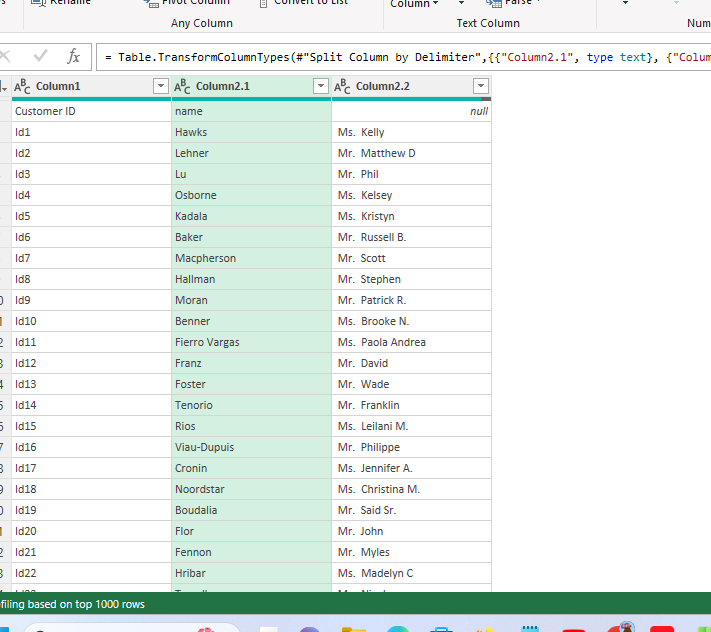 Rename
Pivot Column
Convert to List
Column
Parse
Any Column
Text Column
Num
fx
= Table.TransformColumnTypes(#"Split Column by Delimiter",{{"Column2.1", type text}, {"Colum
ABC Column1 ABC Column2.1 ABC Column2.2
Customer ID name null
Id1 Hawks Ms. Kelly
Id2 Lehner Mr. Matthew D
Id3 Lu Mr. Phil
Id4 Osborne Ms. Kelsey
Id5 Kadala Ms. Kristyn
Id6 Baker Mr. Russell B.
Id7 Macpherson Mr. Scott
Id8 Hallman Mr. Stephen
Id9 Moran Mr. Patrick R.
Id10 Benner Ms. Brooke N.
Id11 Fierro Vargas Ms. Paola Andrea
Id12 Franz Mr. David
Id13 Foster Mr. Wade
Id14 Tenorio Mr. Franklin
Id15 Rios Ms. Leilani M.
Id16 Viau-Dupuis Mr. Philippe
Id17 Cronin Ms. Jennifer A.
Id18 Noordstar Ms. Christina M.
Id19 Boudalia Mr. Said Sr.
Id20 Flor Mr. John
Id21 Fennon Mr. Myles
Id22 Hribar Ms. Madelyn C
filing based on top 1000 rows